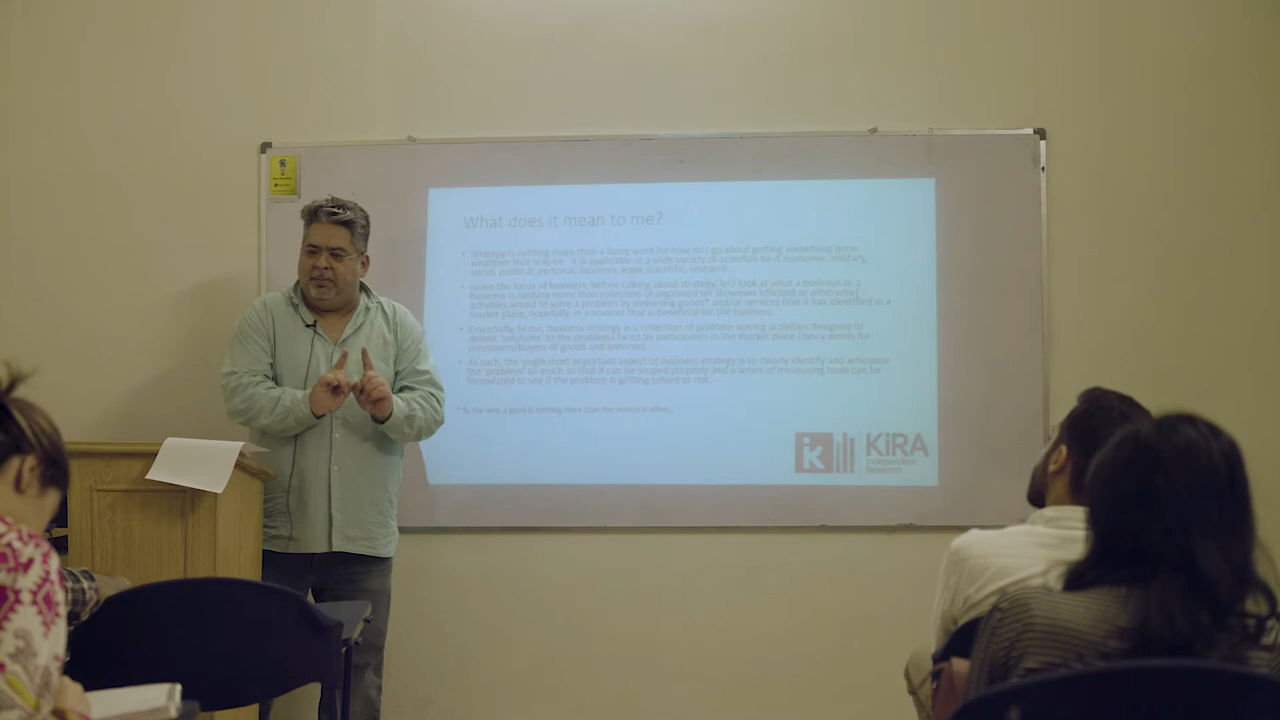 What does it mean to me?
• Strategy is nothing more than a fancy word for how do I go about getting something done
whatever that may be. It is applicable in a wide variety of activities be it economic, military,
social, political, personal, business, legal, scientific, research....
• Given the focus of business, before talking about strategy, lets look at what a business is: a
business is nothing more than collection of organized set (however efficient or otherwise)
activities aimed to solve a problem by delivering goods* and/or services that it has identified in a
market place, hopefully in a manner that is beneficial for the business...
• Essentially, to me, business strategy is a collection of problem solving activities designed to
deliver 'solutions' to the problems faced by participants in the market place (fancy words for
consumers/buyers of goods and services)
• As such, the single most important aspect of business strategy is to clearly identify and articulate
the 'problem' so much so that it can be scoped properly and a series of measuring tools can be
formulated to see if the problem is getting solved or not...
* By the way, a good is nothing more than the service it offers...
ik KiRA
Independent
Research